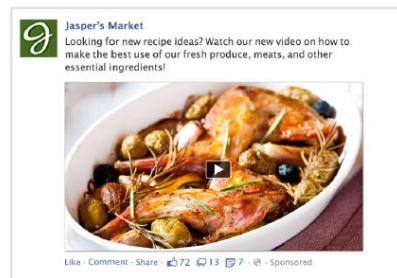 Jasper's Market
Looking for new recipe ideas? Watch our new video on how to
make the best use of our fresh produce, meats, and other
essential ingredients!
Like · Comment · Share · 72 13 7 · · Sponsored